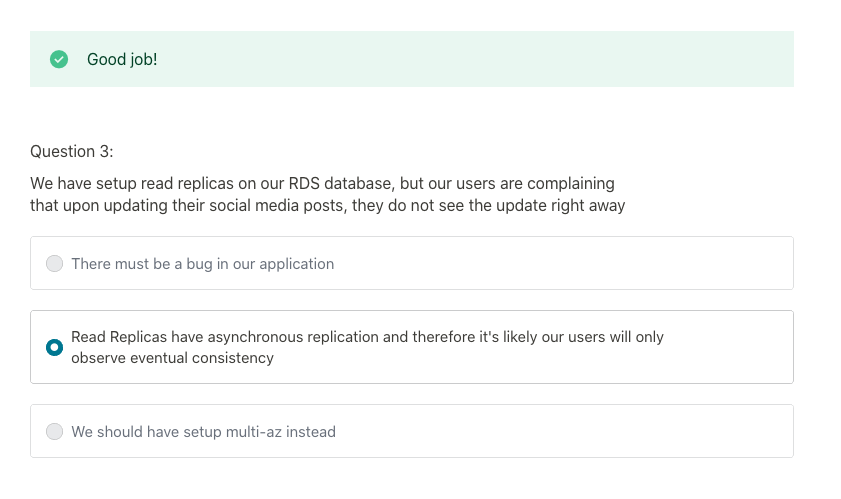 Good job!
Question 3:
We have setup read replicas on our RDS database, but our users are complaining
that upon updating their social media posts, they do not see the update right away
There must be a bug in our application
Read Replicas have asynchronous replication and therefore it's likely our users will only
observe eventual consistency
We should have setup multi-az instead